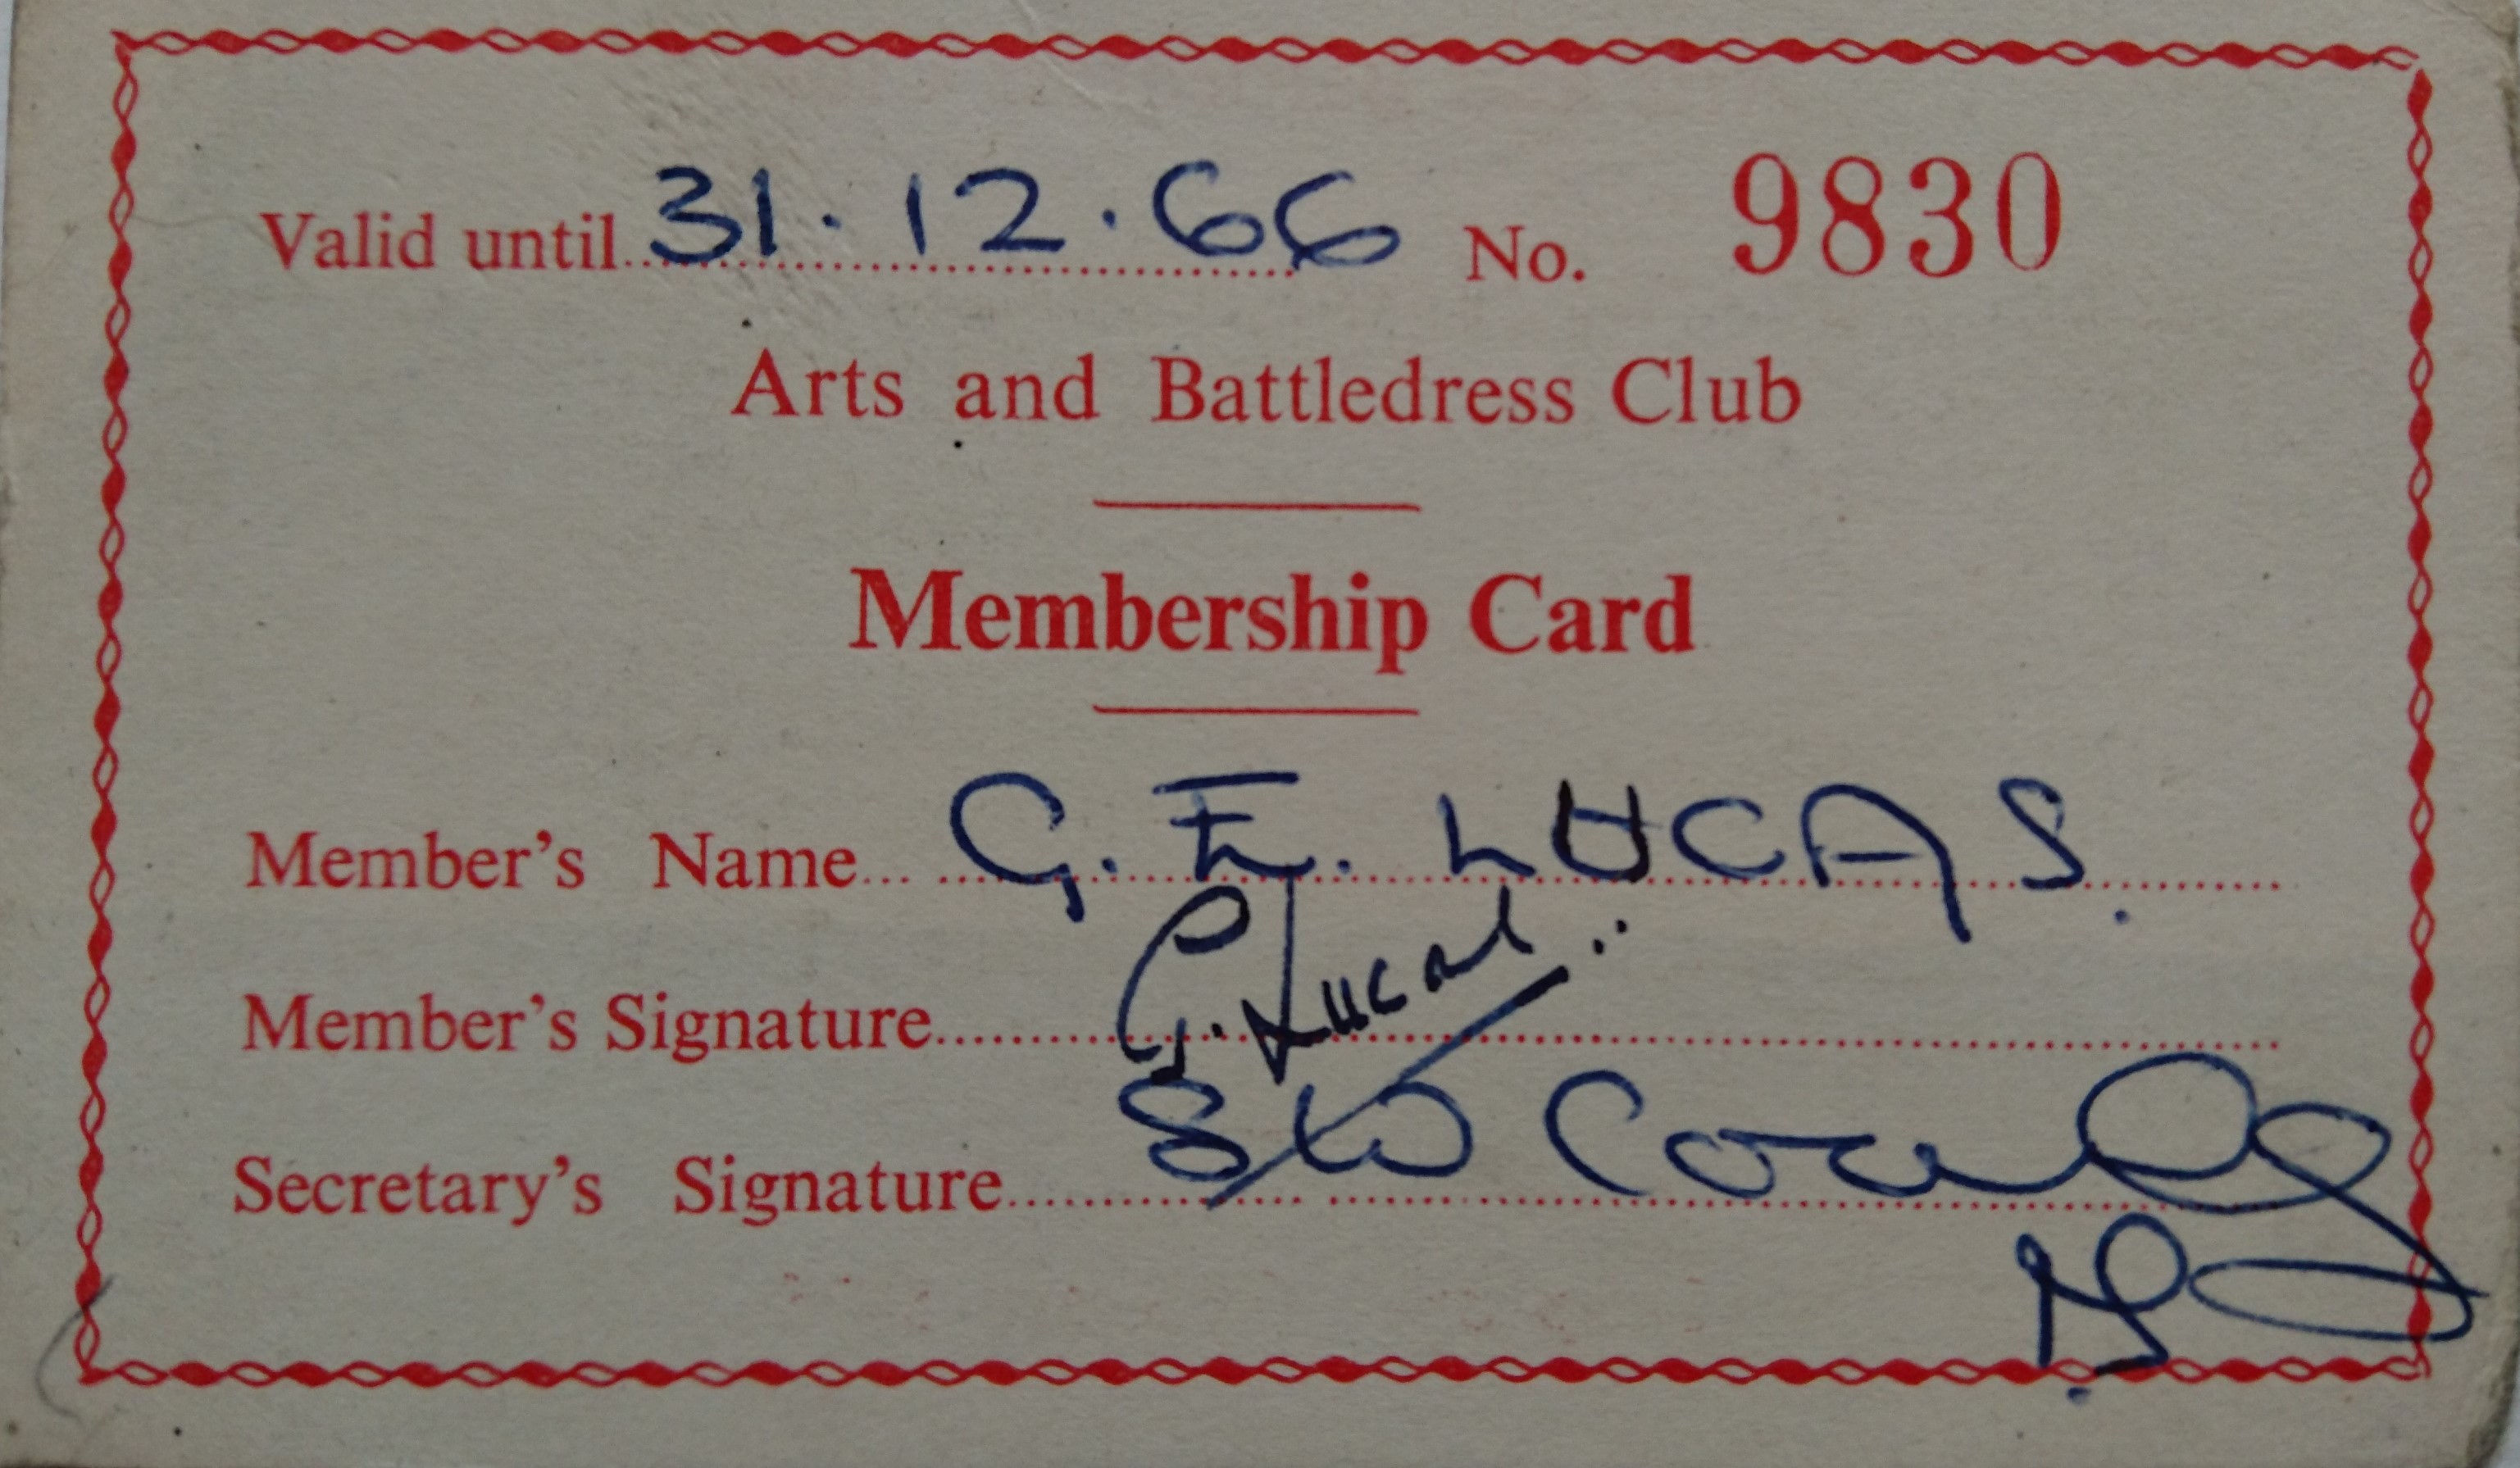 Valid until 31.12.66 No. 9830
Arts and Battledress Club
Membership Card
Member's Name G. E. LUCAS.
Member's Signature G. Lucas
Secretary's Signature